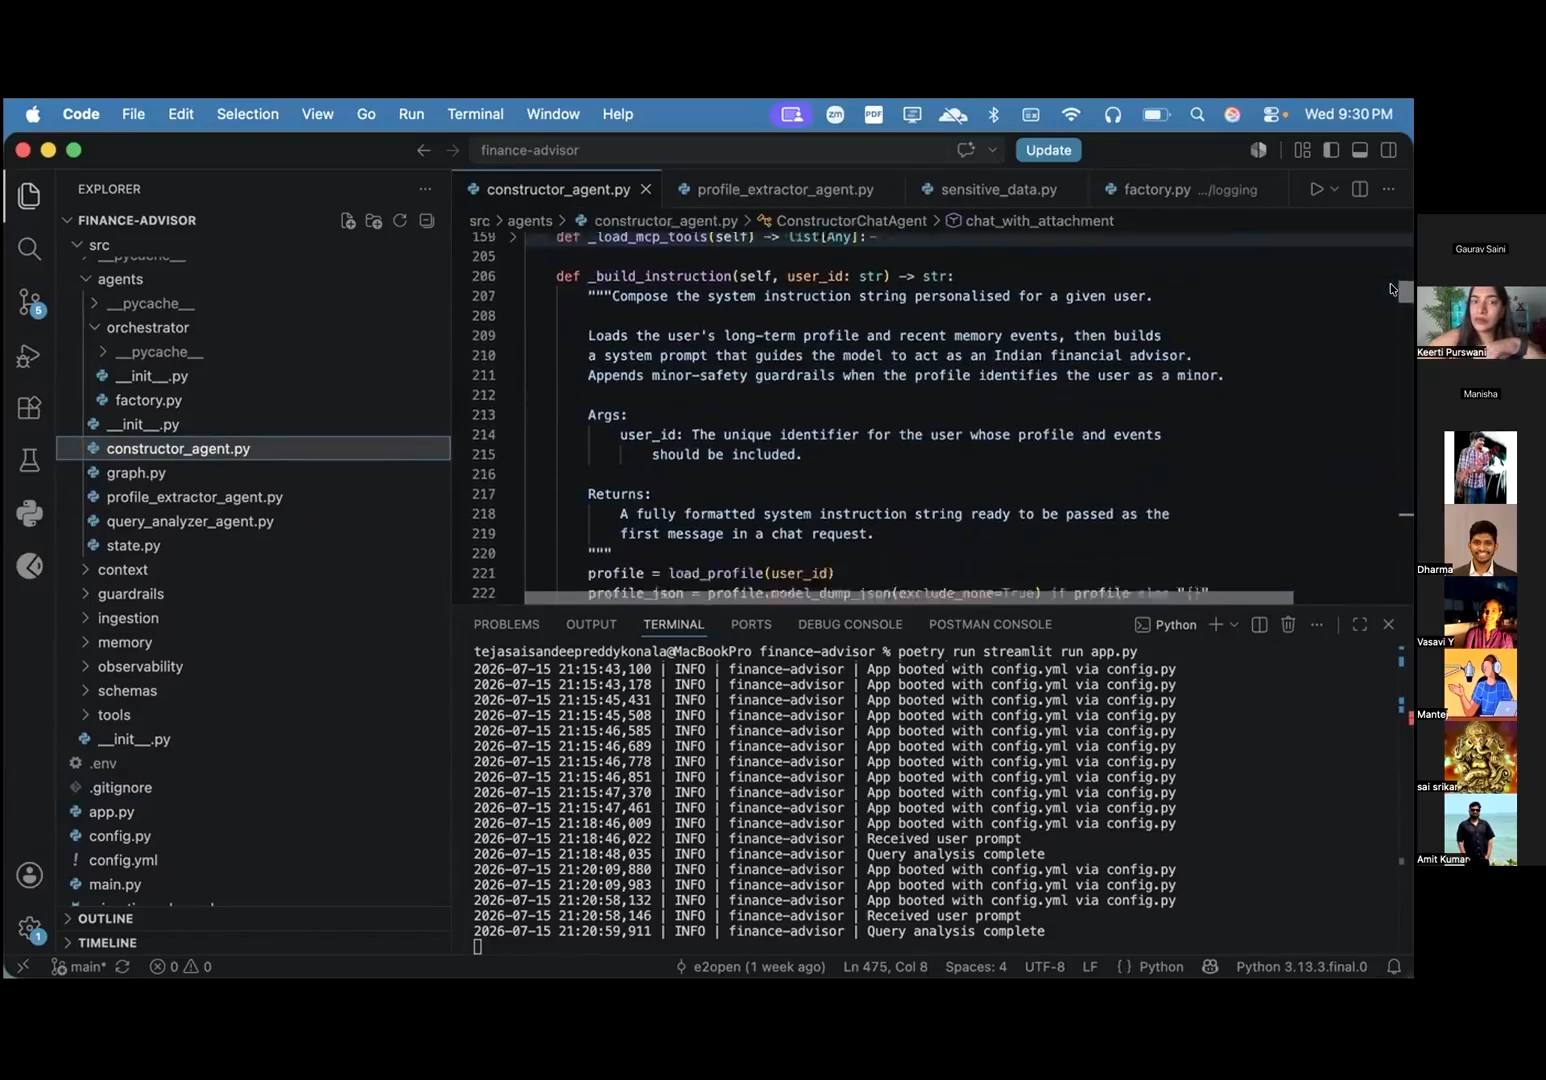 Code File Edit Selection View Go Run Terminal Window Help zm PDF Wed 9:30 PM
finance-advisor Update
EXPLORER
FINANCE-ADVISOR
src
__pycache__
agents
__pycache__
orchestrator
__pycache__
__init__.py
factory.py
__init__.py
constructor_agent.py
graph.py
profile_extractor_agent.py
query_analyzer_agent.py
state.py
context
guardrails
ingestion
memory
observability
schemas
tools
__init__.py
.env
.gitignore
app.py
config.py
! config.yml
main.py
OUTLINE
TIMELINE
5
1
constructor_agent.py profile_extractor_agent.py sensitive_data.py factory.py .../logging
src > agents > constructor_agent.py > ConstructorChatAgent > chat_with_attachment
159 def _load_mcp_tools(self) -> list[Any]:
205
206 def _build_instruction(self, user_id: str) -> str:
207 """Compose the system instruction string personalised for a given user.
208
209 Loads the user's long-term profile and recent memory events, then builds
210 a system prompt that guides the model to act as an Indian financial advisor.
211 Appends minor-safety guardrails when the profile identifies the user as a minor.
212
213 Args:
214 user_id: The unique identifier for the user whose profile and events
215 should be included.
216
217 Returns:
218 A fully formatted system instruction string ready to be passed as the
219 first message in a chat request.
220 """
221 profile = load_profile(user_id)
222 profile_json = profile.model_dump_json(exclude_none=True) if profile else "{}"
PROBLEMS OUTPUT TERMINAL PORTS DEBUG CONSOLE POSTMAN CONSOLE Python
tejasaisandeepreddykonala@MacBookPro finance-advisor % poetry run streamlit run app.py
2026-07-15 21:15:43,100 | INFO | finance-advisor | App booted with config.yml via config.py
2026-07-15 21:15:43,178 | INFO | finance-advisor | App booted with config.yml via config.py
2026-07-15 21:15:45,431 | INFO | finance-advisor | App booted with config.yml via config.py
2026-07-15 21:15:45,508 | INFO | finance-advisor | App booted with config.yml via config.py
2026-07-15 21:15:46,585 | INFO | finance-advisor | App booted with config.yml via config.py
2026-07-15 21:15:46,689 | INFO | finance-advisor | App booted with config.yml via config.py
2026-07-15 21:15:46,778 | INFO | finance-advisor | App booted with config.yml via config.py
2026-07-15 21:15:46,851 | INFO | finance-advisor | App booted with config.yml via config.py
2026-07-15 21:15:47,370 | INFO | finance-advisor | App booted with config.yml via config.py
2026-07-15 21:15:47,461 | INFO | finance-advisor | App booted with config.yml via config.py
2026-07-15 21:18:46,009 | INFO | finance-advisor | App booted with config.yml via config.py
2026-07-15 21:18:46,022 | INFO | finance-advisor | Received user prompt
2026-07-15 21:18:48,035 | INFO | finance-advisor | Query analysis complete
2026-07-15 21:20:09,880 | INFO | finance-advisor | App booted with config.yml via config.py
2026-07-15 21:20:09,983 | INFO | finance-advisor | App booted with config.yml via config.py
2026-07-15 21:20:58,132 | INFO | finance-advisor | App booted with config.yml via config.py
2026-07-15 21:20:58,146 | INFO | finance-advisor | Received user prompt
2026-07-15 21:20:59,911 | INFO | finance-advisor | Query analysis complete
main* 0 0 e2open (1 week ago) Ln 475, Col 8 Spaces: 4 UTF-8 LF {} Python Python 3.13.3.final.0
Gaurav Saini
Keerti Purswani
Manisha
Dharma
Vasavi Y
Mantej
sai srikar
Amit Kumar